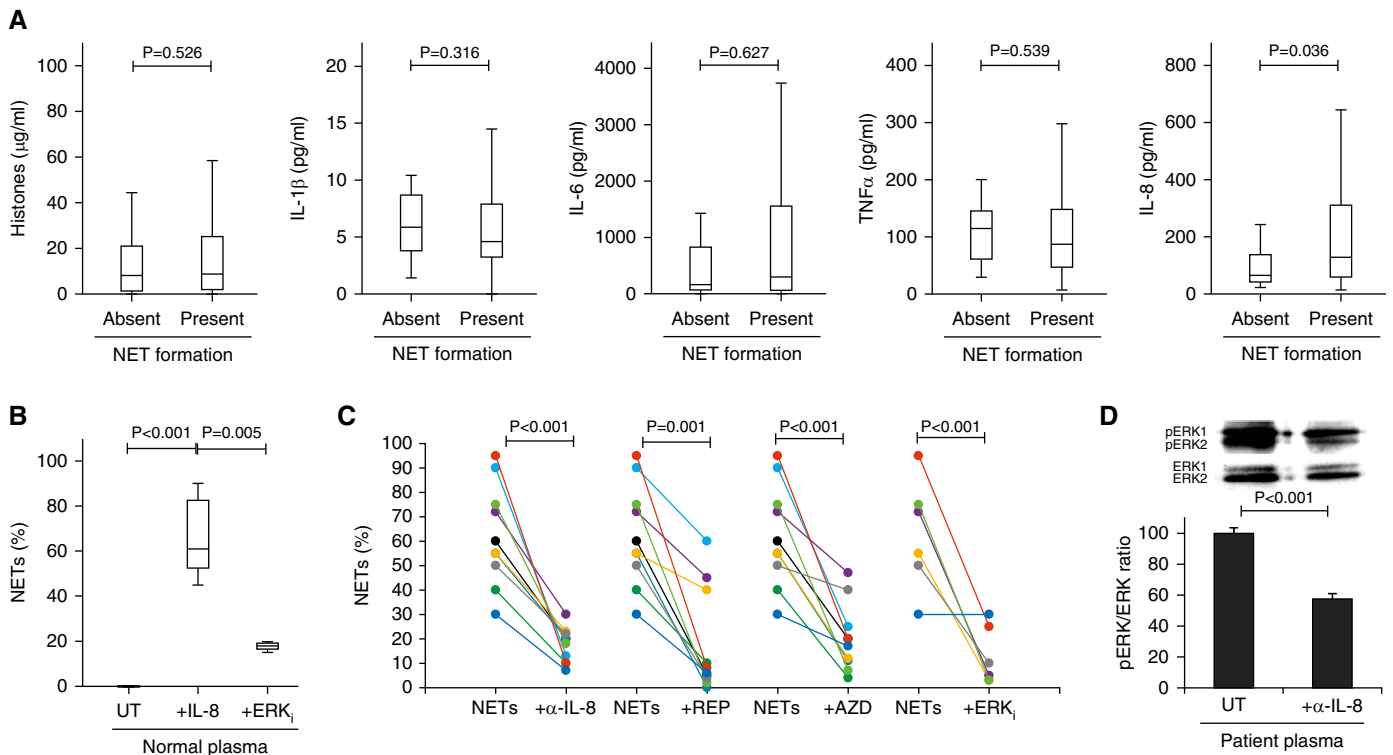 A
Histones (μg/ml)
100
80
60
40
20
0
P=0.526
Absent Present
NET formation
IL-1β (pg/ml)
20
15
10
5
0
P=0.316
Absent Present
NET formation
IL-6 (pg/ml)
4000
3000
2000
1000
0
P=0.627
Absent Present
NET formation
TNFα (pg/ml)
400
300
200
100
0
P=0.539
Absent Present
NET formation
IL-8 (pg/ml)
800
600
400
200
0
P=0.036
Absent Present
NET formation
B
P<0.001 P=0.005
NETs (%)
100
80
60
40
20
0
UT +IL-8 +ERKi
Normal plasma
C
P<0.001 P=0.001 P<0.001 P<0.001
NETs (%)
100
90
80
70
60
50
40
30
20
10
0
NETs +α-IL-8 NETs +REP NETs +AZD NETs +ERKi
D
pERK1
pERK2
ERK1
ERK2
P<0.001
pERK/ERK ratio
100
80
60
40
20
0
UT +α-IL-8
Patient plasma